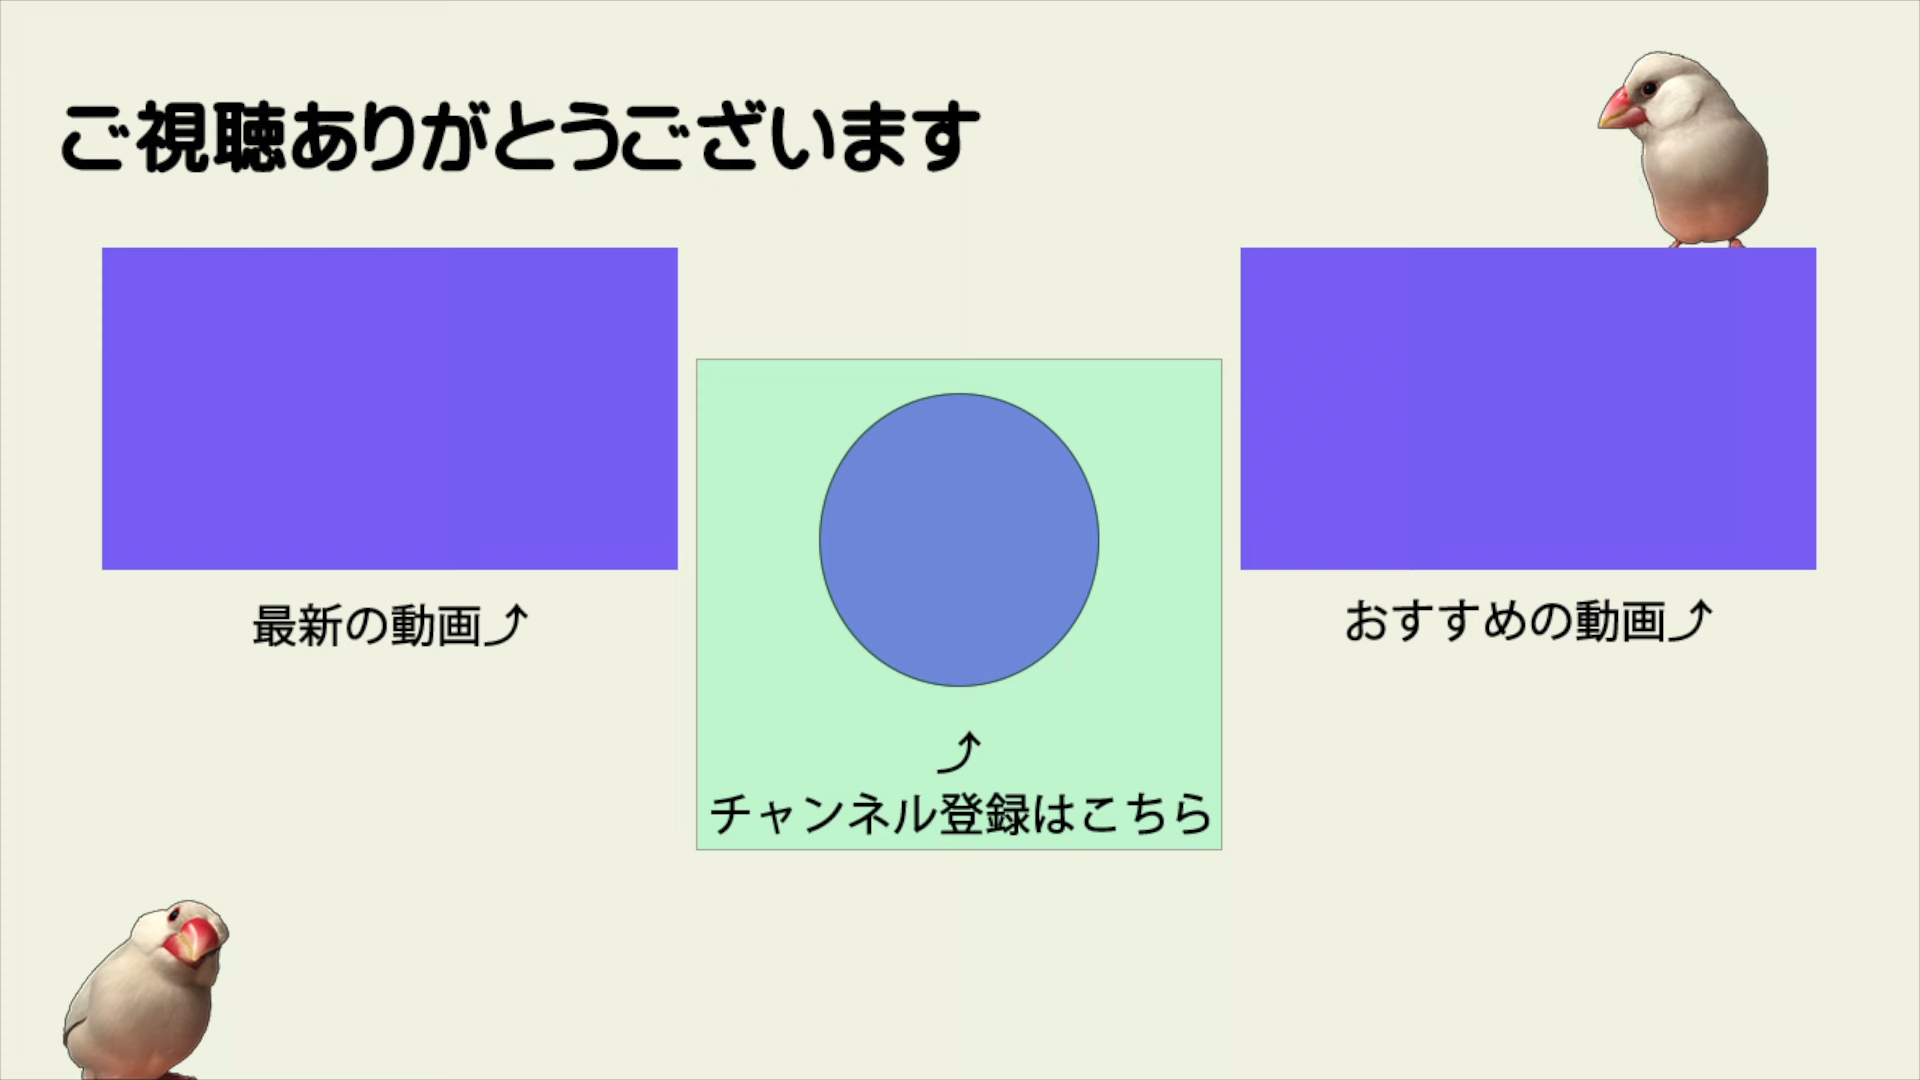 ご視聴ありがとうございます
最新の動画⤴
おすすめの動画⤴
⤴
チャンネル登録はこちら